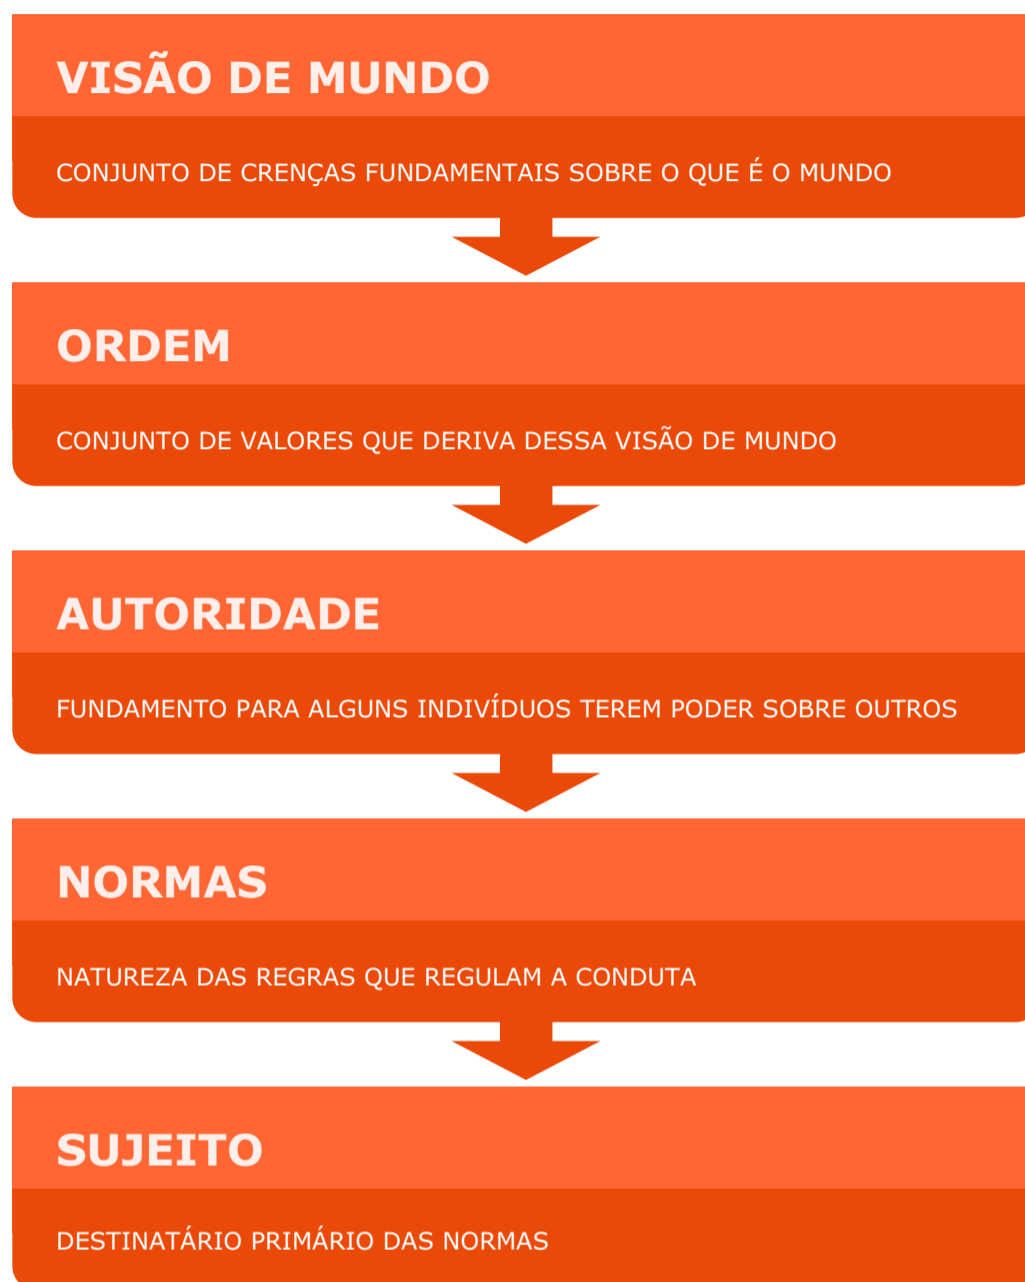 VISÃO DE MUNDO
CONJUNTO DE CRENÇAS FUNDAMENTAIS SOBRE O QUE É O MUNDO
ORDEM
CONJUNTO DE VALORES QUE DERIVA DESSA VISÃO DE MUNDO
AUTORIDADE
FUNDAMENTO PARA ALGUNS INDIVÍDUOS TEREM PODER SOBRE OUTROS
NORMAS
NATUREZA DAS REGRAS QUE REGULAM A CONDUTA
SUJEITO
DESTINATÁRIO PRIMÁRIO DAS NORMAS